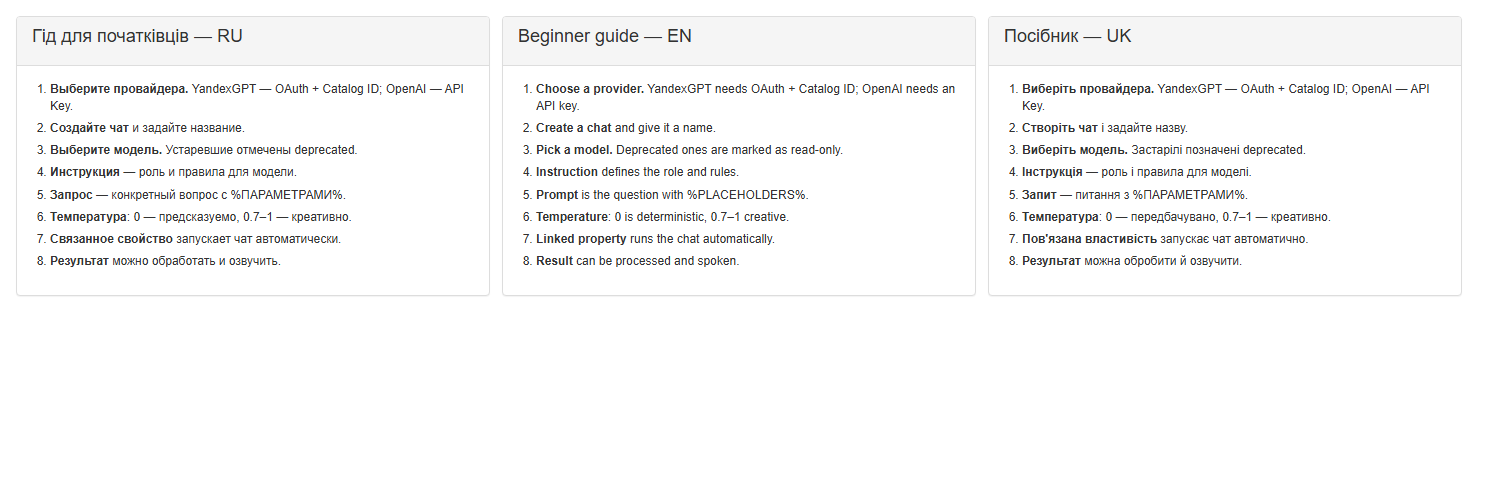 Гід для початківців — RU
1. Выберите провайдера. YandexGPT — OAuth + Catalog ID; OpenAI — API
Key.
2. Создайте чат и задайте название.
3. Выберите модель. Устаревшие отмечены deprecated.
4. Инструкция — роль и правила для модели.
5. Запрос — конкретный вопрос с %ПАРАМЕТРАМИ%.
6. Температура: 0 — предсказуемо, 0.7–1 — креативно.
7. Связанное свойство запускает чат автоматически.
8. Результат можно обработать и озвучить.
Beginner guide — EN
1. Choose a provider. YandexGPT needs OAuth + Catalog ID; OpenAI needs an
API key.
2. Create a chat and give it a name.
3. Pick a model. Deprecated ones are marked as read-only.
4. Instruction defines the role and rules.
5. Prompt is the question with %PLACEHOLDERS%.
6. Temperature: 0 is deterministic, 0.7–1 creative.
7. Linked property runs the chat automatically.
8. Result can be processed and spoken.
Посібник — UK
1. Виберіть провайдера. YandexGPT — OAuth + Catalog ID; OpenAI — API
Key.
2. Створіть чат і задайте назву.
3. Виберіть модель. Застарілі позначені deprecated.
4. Інструкція — роль і правила для моделі.
5. Запит — питання з %ПАРАМЕТРАМИ%.
6. Температура: 0 — передбачувано, 0.7–1 — креативно.
7. Пов'язана властивість запускає чат автоматично.
8. Результат можна обробити й озвучити.